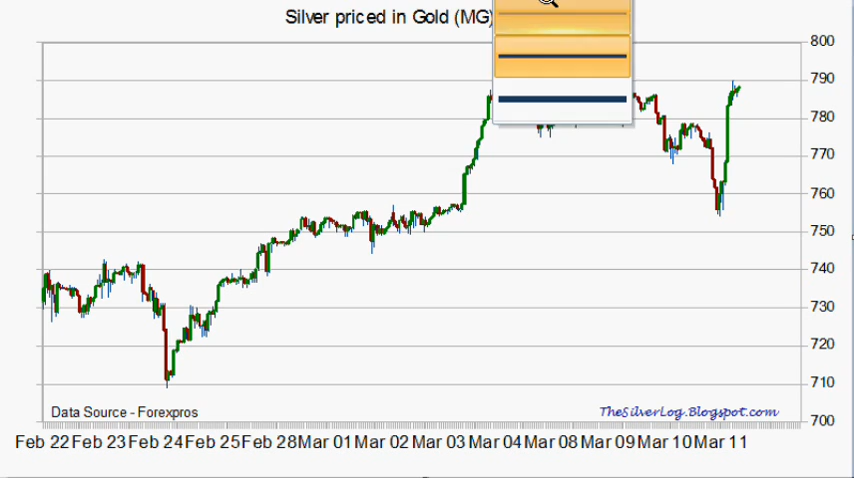 Silver priced in Gold (MG)
800
790
780
770
760
750
740
730
720
710
700
Data Source - Forexpros
TheSilverLog.Blogspot.com
Feb 22 Feb 23 Feb 24 Feb 25 Feb 28 Mar 01 Mar 02 Mar 03 Mar 04 Mar 08 Mar 09 Mar 10 Mar 11